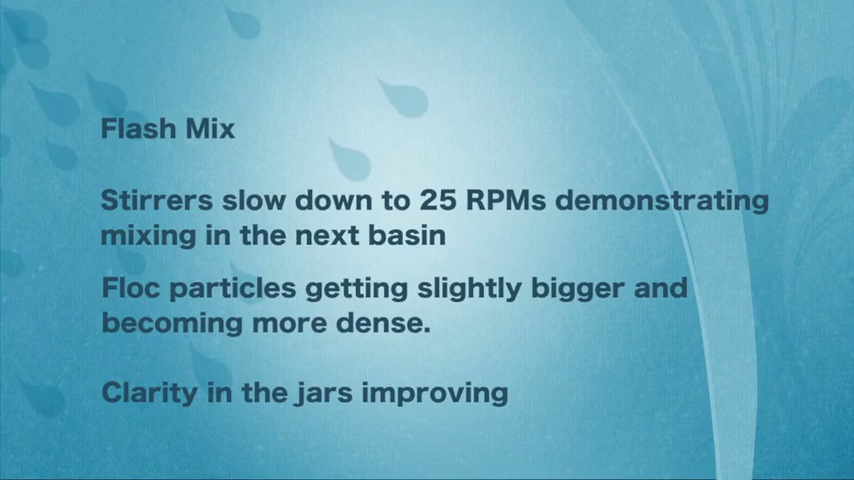 Flash Mix
Stirrers slow down to 25 RPMs demonstrating
mixing in the next basin
Floc particles getting slightly bigger and
becoming more dense.
Clarity in the jars improving